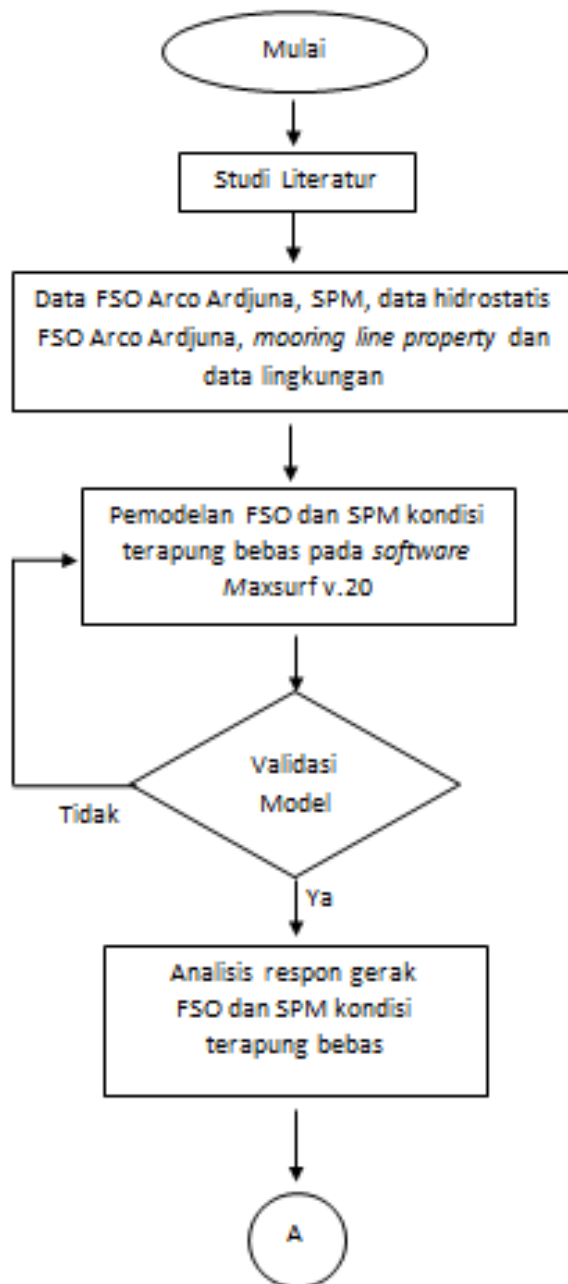 Mulai
Studi Literatur
Data FSO Arco Ardjuna, SPM, data hidrostatis
FSO Arco Ardjuna, mooring line property dan
data lingkungan
Pemodelan FSO dan SPM kondisi
terapung bebas pada software
Maxsurf v.20
Validasi
Model
Tidak
Ya
Analisis respon gerak
FSO dan SPM kondisi
terapung bebas
A